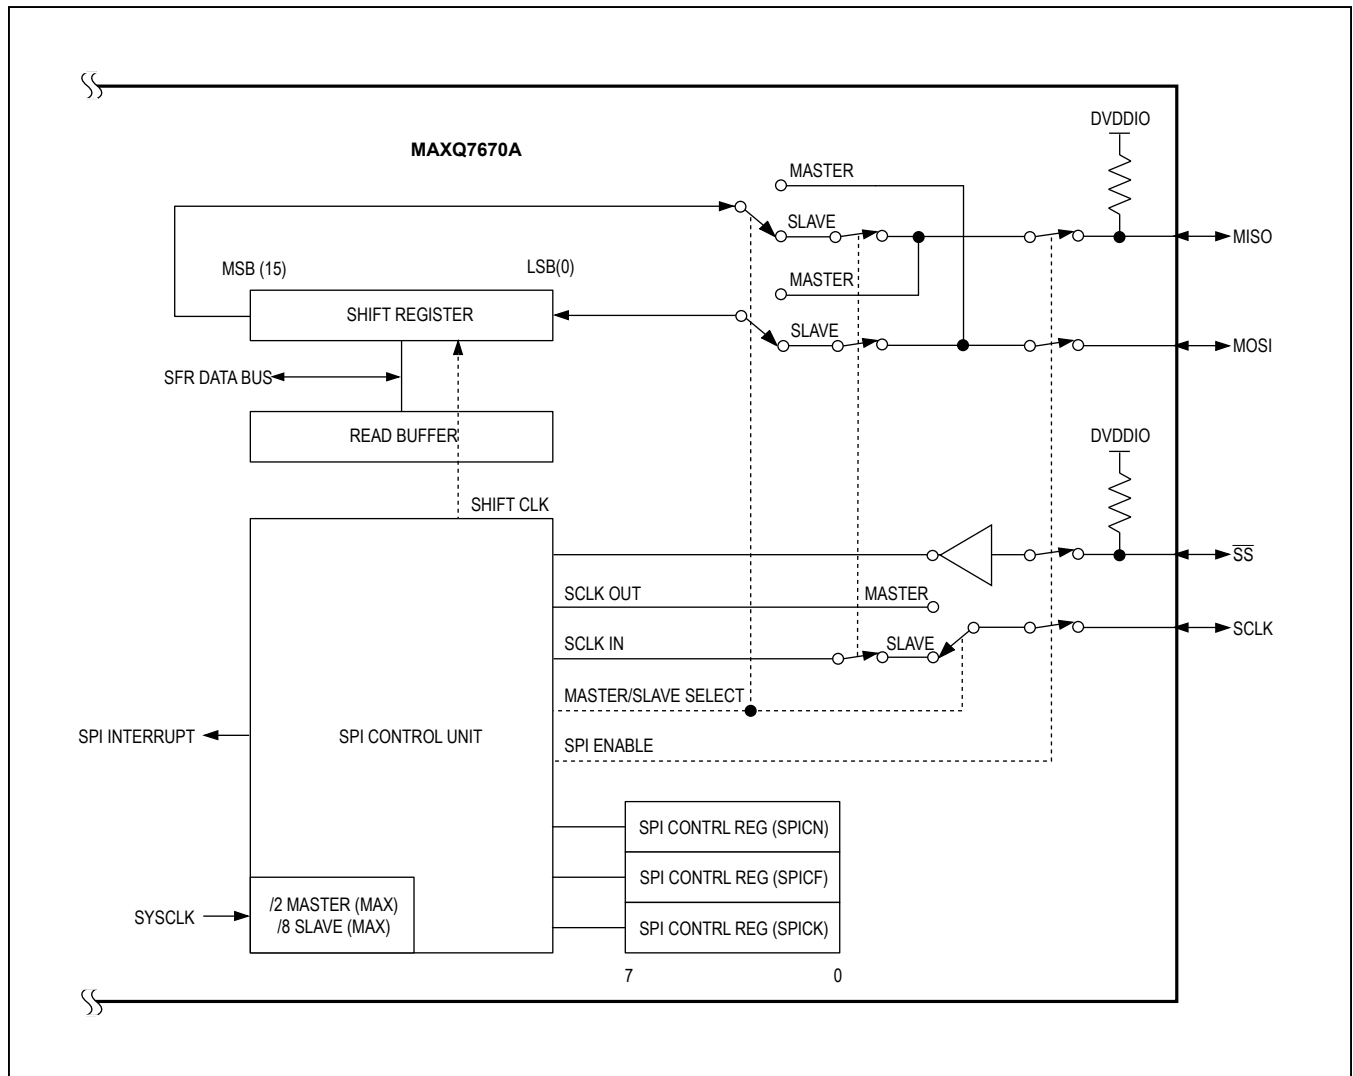 DVDDIO
MAXQ7670A
MASTER
SLAVE
MISO
MSB (15)
LSB(0)
MASTER
SHIFT REGISTER
SLAVE
MOSI
SFR DATA BUS
READ BUFFER
DVDDIO
SHIFT CLK
SS
SCLK OUT
MASTER
SCLK
SCLK IN
SLAVE
MASTER/SLAVE SELECT
SPI INTERRUPT
SPI CONTROL UNIT
SPI ENABLE
SPI CONTRL REG (SPICN)
SPI CONTRL REG (SPICF)
SYSCLK
/2 MASTER (MAX)
/8 SLAVE (MAX)
SPI CONTRL REG (SPICK)
7
0